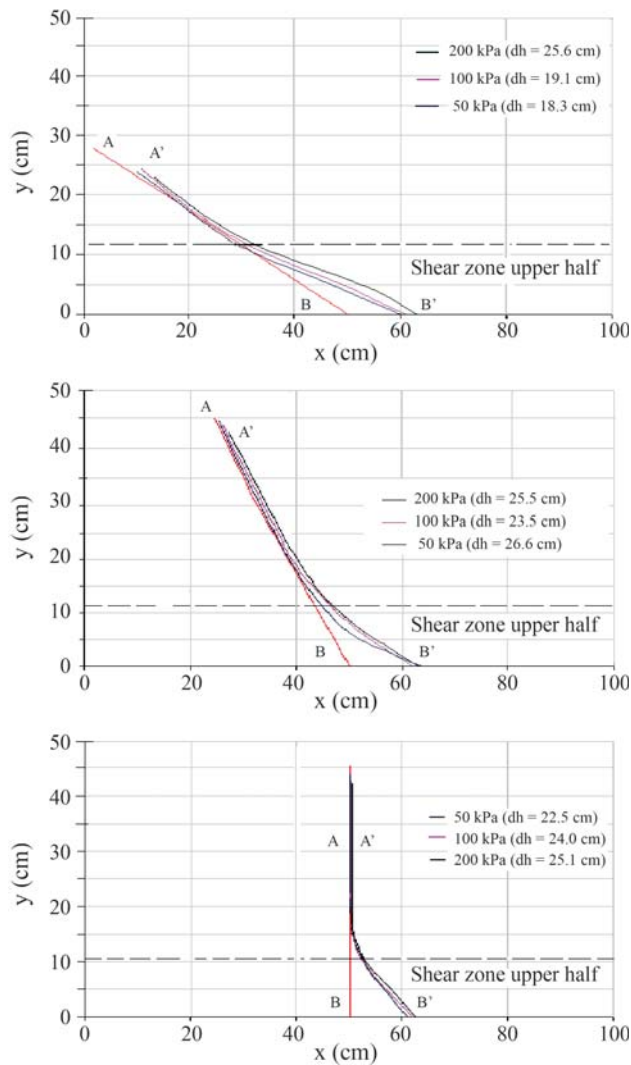 50
200 kPa (dh = 25.6 cm)
40
100 kPa (dh = 19.1 cm)
50 kPa (dh = 18.3 cm)
30
A
A’
y (cm)
20
10
Shear zone upper half
B
B’
0
0
20
40
60
80
100
x (cm)
50
A
A’
40
200 kPa (dh = 25.5 cm)
30
100 kPa (dh = 23.5 cm)
50 kPa (dh = 26.6 cm)
y (cm)
20
10
Shear zone upper half
B
B’
0
0
20
40
60
80
100
x (cm)
50
40
50 kPa (dh = 22.5 cm)
100 kPa (dh = 24.0 cm)
200 kPa (dh = 25.1 cm)
A
A’
30
y (cm)
20
10
Shear zone upper half
B
B’
0
0
20
40
60
80
100
x (cm)